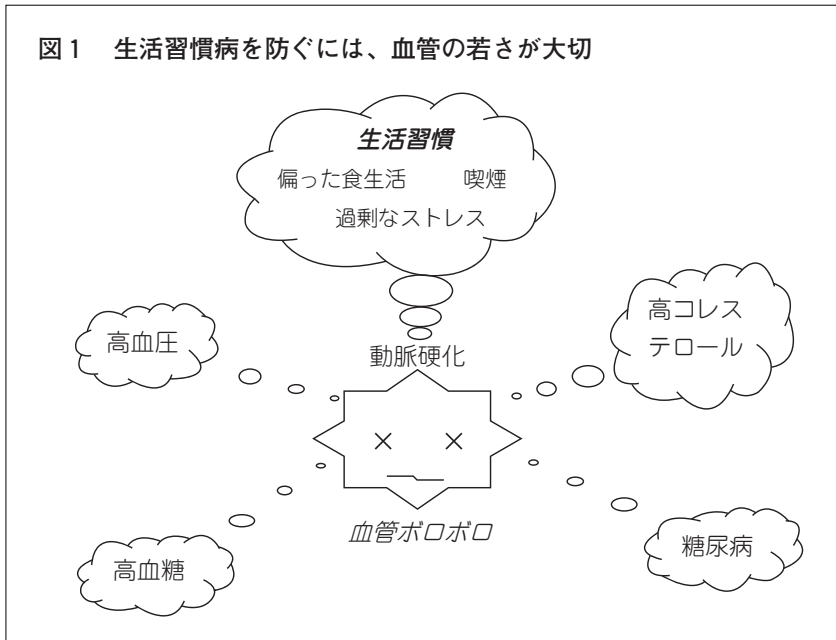 図1 生活習慣病を防ぐには、血管の若さが大切
生活習慣
偏った食生活 喫煙
過剰なストレス
高血圧
高コレス
テロール
動脈硬化
血管ボロボロ
高血糖
糖尿病